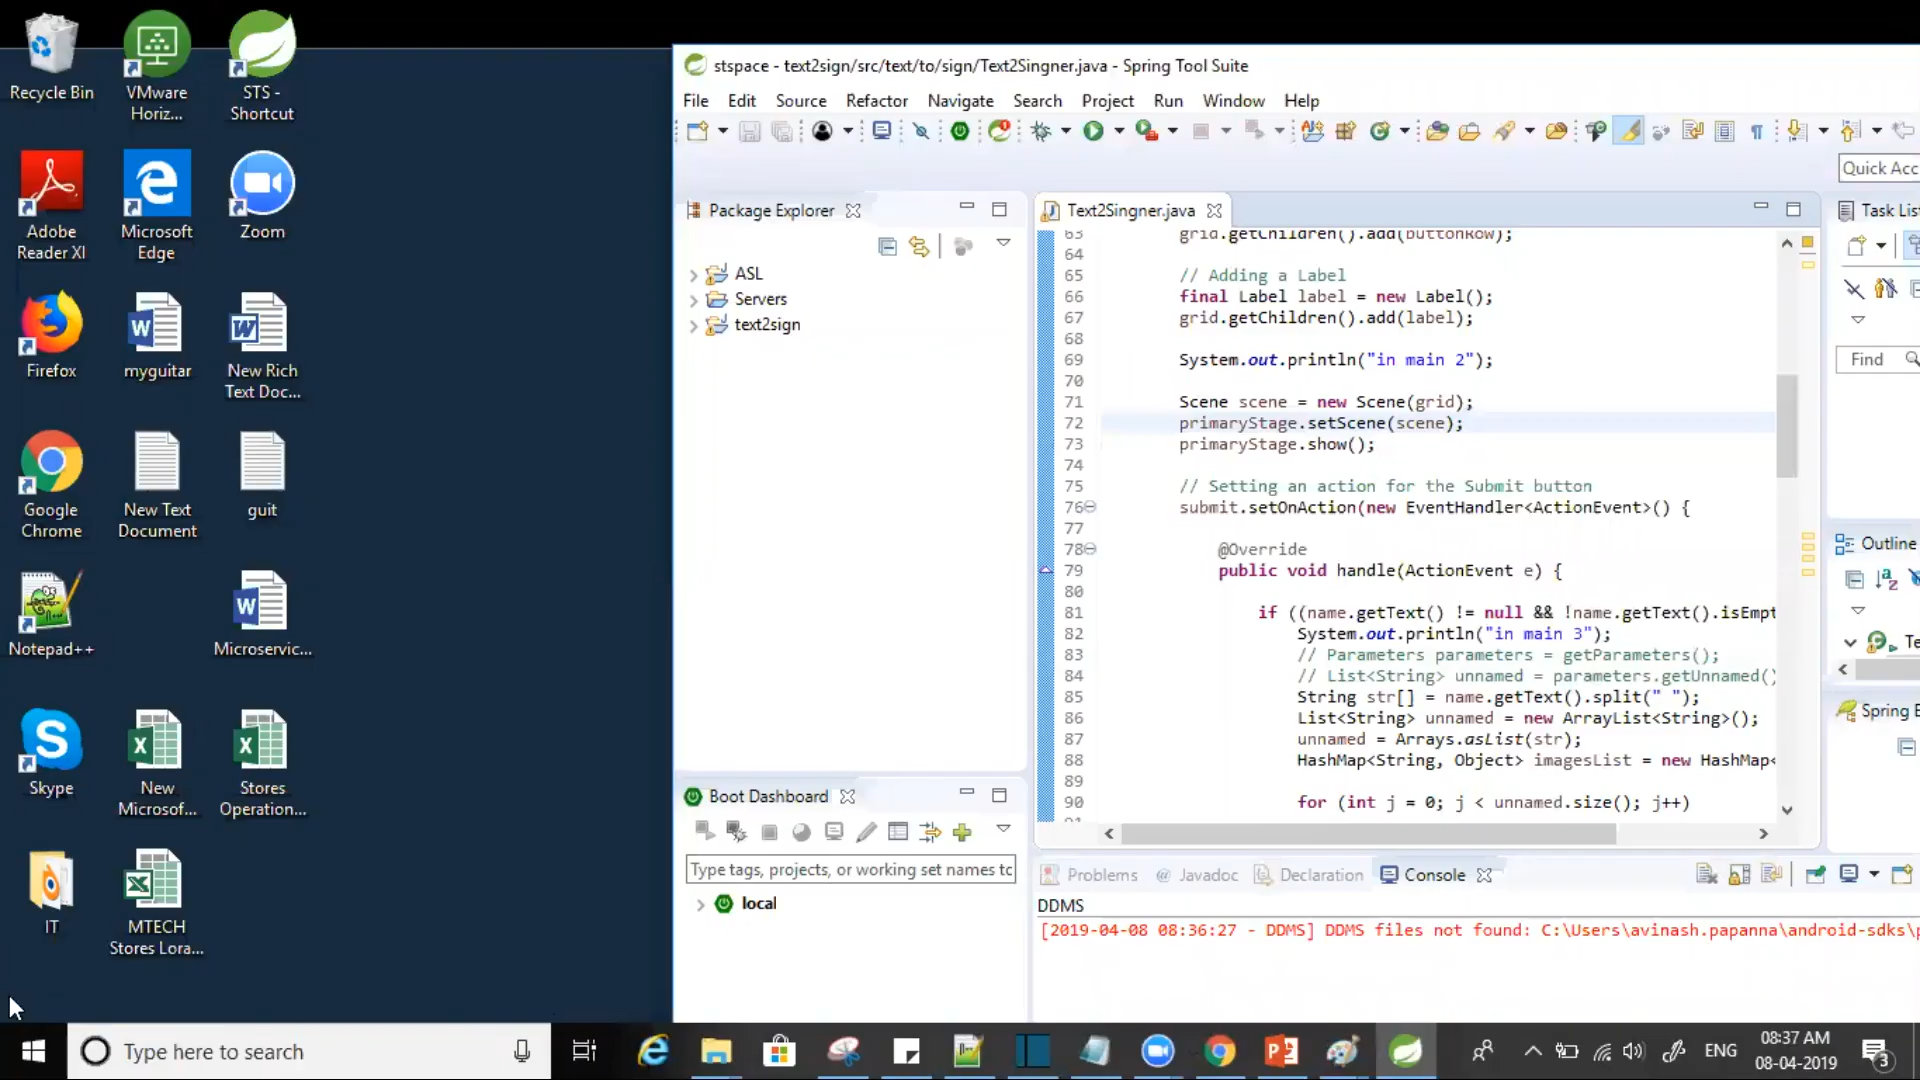 Recycle Bin
VMware
Horiz...
STS -
Shortcut
Adobe
Reader XI
Microsoft
Edge
Zoom
Firefox
myguitar
New Rich
Text Doc...
Google
Chrome
New Text
Document
guit
Notepad++
Microservic...
Skype
New
Microsof...
Stores
Operation...
IT
MTECH
Stores Lora...
stspace - text2sign/src/text/to/sign/Text2Singner.java - Spring Tool Suite
File Edit Source Refactor Navigate Search Project Run Window Help
Quick Acc
Package Explorer
ASL
Servers
text2sign
Boot Dashboard
Type tags, projects, or working set names tc
local
Text2Singner.java
63 grid.getChildren().add(buttonRow);
64
65 // Adding a Label
66 final Label label = new Label();
67 grid.getChildren().add(label);
68
69 System.out.println("in main 2");
70
71 Scene scene = new Scene(grid);
72 primaryStage.setScene(scene);
73 primaryStage.show();
74
75 // Setting an action for the Submit button
76 submit.setOnAction(new EventHandler<ActionEvent>() {
77
78 @Override
79 public void handle(ActionEvent e) {
80
81 if ((name.getText() != null && !name.getText().isEmpt
82 System.out.println("in main 3");
83 // Parameters parameters = getParameters();
84 // List<String> unnamed = parameters.getUnnamed()
85 String str[] = name.getText().split(" ");
86 List<String> unnamed = new ArrayList<String>();
87 unnamed = Arrays.asList(str);
88 HashMap<String, Object> imagesList = new HashMap<
89
90 for (int j = 0; j < unnamed.size(); j++)
Task List
Find
Outline
Te
Spring E
Problems @ Javadoc Declaration Console
DDMS
[2019-04-08 08:36:27 - DDMS] DDMS files not found: C:\Users\avinash.papanna\android-sdks\p
Type here to search
ENG
08:37 AM
08-04-2019
3